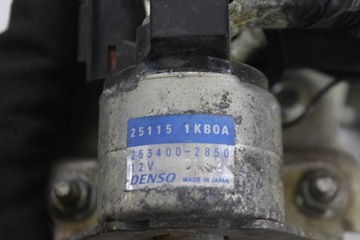 25115 1KB0A
253400-2850
12V
DENSO MADE IN JAPAN